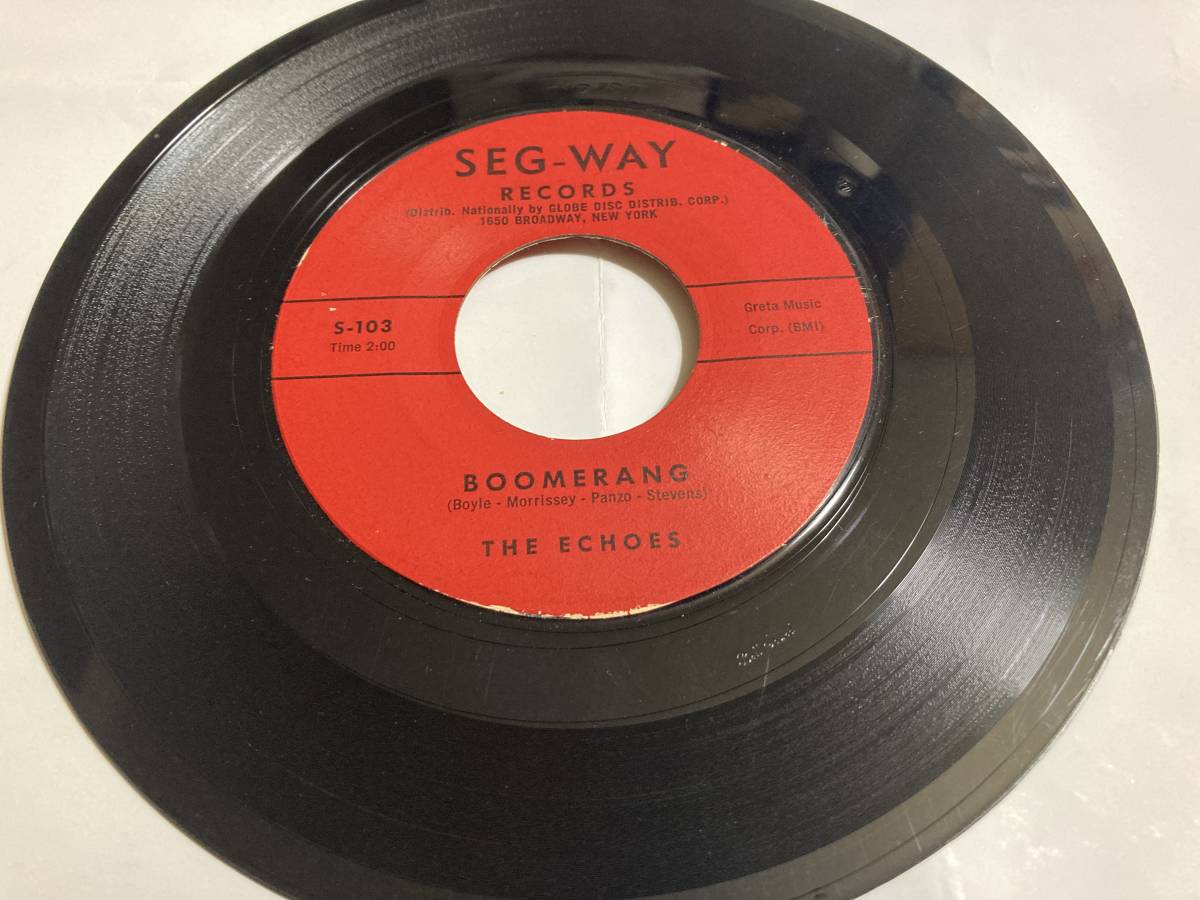 SEG-WAY
RECORDS
(Distrib. Nationally by GLOBE DISC DISTRIB. CORP.)
1650 BROADWAY, NEW YORK
S-103
Time 2:00
Greta Music
Corp. (BMI)
BOOMERANG
(Boyle - Morrissey - Panzo - Stevens)
THE ECHOES